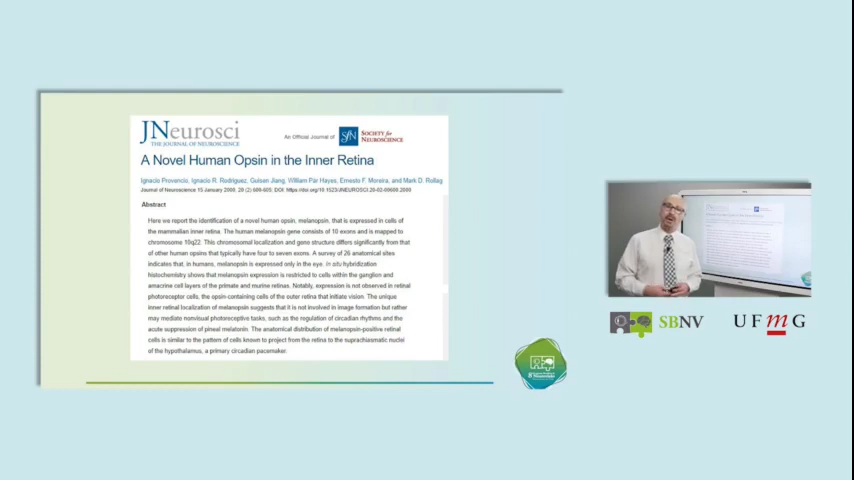 JNeurosci
THE JOURNAL OF NEUROSCIENCE
An Official Journal of
SfN
SOCIETY for
NEUROSCIENCE
A Novel Human Opsin in the Inner Retina
Ignacio Provencio, Ignacio R. Rodriguez, Guisen Jiang, William Pär Hayes, Ernesto F. Moreira, and Mark D. Rollag
Journal of Neuroscience 15 January 2000, 20 (2) 600-605; DOI: https://doi.org/10.1523/JNEUROSCI.20-02-00600.2000
Abstract
Here we report the identification of a novel human opsin, melanopsin, that is expressed in cells of
the mammalian inner retina. The human melanopsin gene consists of 10 exons and is mapped to
chromosome 10q22. This chromosomal localization and gene structure differs significantly from that
of other human opsins that typically have four to seven exons. A survey of 26 anatomical sites
indicates that, in humans, melanopsin is expressed only in the eye. In situ hybridization
histochemistry shows that melanopsin expression is restricted to cells within the ganglion and
amacrine cell layers of the primate and murine retinas. Notably, expression is not observed in retinal
photoreceptor cells, the opsin-containing cells of the outer retina that initiate vision. The unique
inner retinal localization of melanopsin suggests that it is not involved in image formation but rather
may mediate nonvisual photoreceptive tasks, such as the regulation of circadian rhythms and the
acute suppression of pineal melatonin. The anatomical distribution of melanopsin-positive retinal
cells is similar to the pattern of cells known to project from the retina to the suprachiasmatic nuclei
of the hypothalamus, a primary circadian pacemaker.
SBNV
UFMG